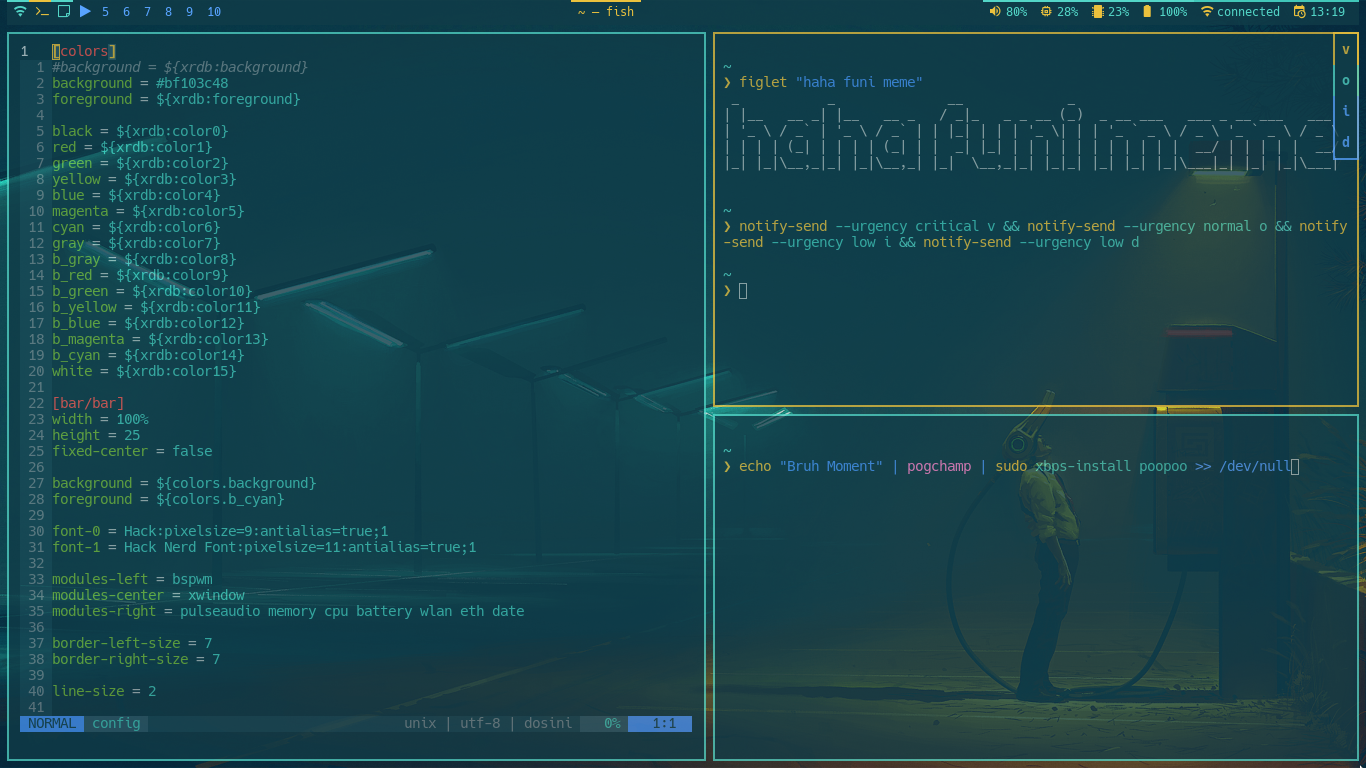 5 6 7 8 9 10
~ – fish
80% 28% 23% 100% connected 13:19
1 [colors]
1 #background = ${xrdb:background}
2 background = #bf103c48
3 foreground = ${xrdb:foreground}
4
5 black = ${xrdb:color0}
6 red = ${xrdb:color1}
7 green = ${xrdb:color2}
8 yellow = ${xrdb:color3}
9 blue = ${xrdb:color4}
10 magenta = ${xrdb:color5}
11 cyan = ${xrdb:color6}
12 gray = ${xrdb:color7}
13 b_gray = ${xrdb:color8}
14 b_red = ${xrdb:color9}
15 b_green = ${xrdb:color10}
16 b_yellow = ${xrdb:color11}
17 b_blue = ${xrdb:color12}
18 b_magenta = ${xrdb:color13}
19 b_cyan = ${xrdb:color14}
20 white = ${xrdb:color15}
21
22 [bar/bar]
23 width = 100%
24 height = 25
25 fixed-center = false
26
27 background = ${colors.background}
28 foreground = ${colors.b_cyan}
29
30 font-0 = Hack:pixelsize=9:antialias=true;1
31 font-1 = Hack Nerd Font:pixelsize=11:antialias=true;1
32
33 modules-left = bspwm
34 modules-center = xwindow
35 modules-right = pulseaudio memory cpu battery wlan eth date
36
37 border-left-size = 7
38 border-right-size = 7
39
40 line-size = 2
41
NORMAL config unix | utf-8 | dosini 0% 1:1
~
❯ figlet "haha funi meme"
haha funi meme
~
❯ notify-send --urgency critical v && notify-send --urgency normal o && notify
-send --urgency low i && notify-send --urgency low d
~
❯
v
o
i
d
~
❯ echo "Bruh Moment" | pogchamp | sudo xbps-install poopoo >> /dev/null